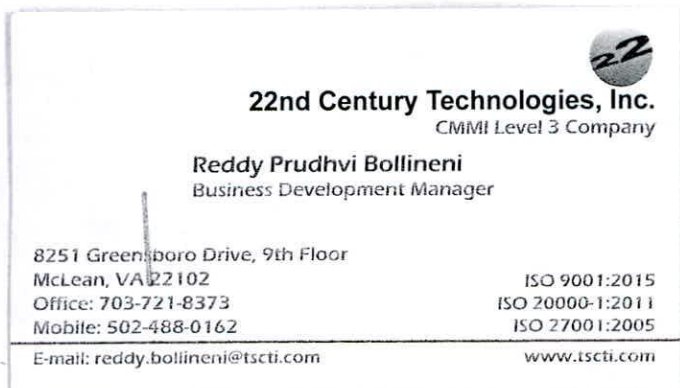 22
22nd Century Technologies, Inc.
CMMI Level 3 Company
Reddy Prudhvi Bollineni
Business Development Manager
8251 Greensboro Drive, 9th Floor
McLean, VA 22102
Office: 703-721-8373
Mobile: 502-488-0162
ISO 9001:2015
ISO 20000-1:2011
ISO 27001:2005
E-mail: reddy.bollineni@tscti.com
www.tscti.com